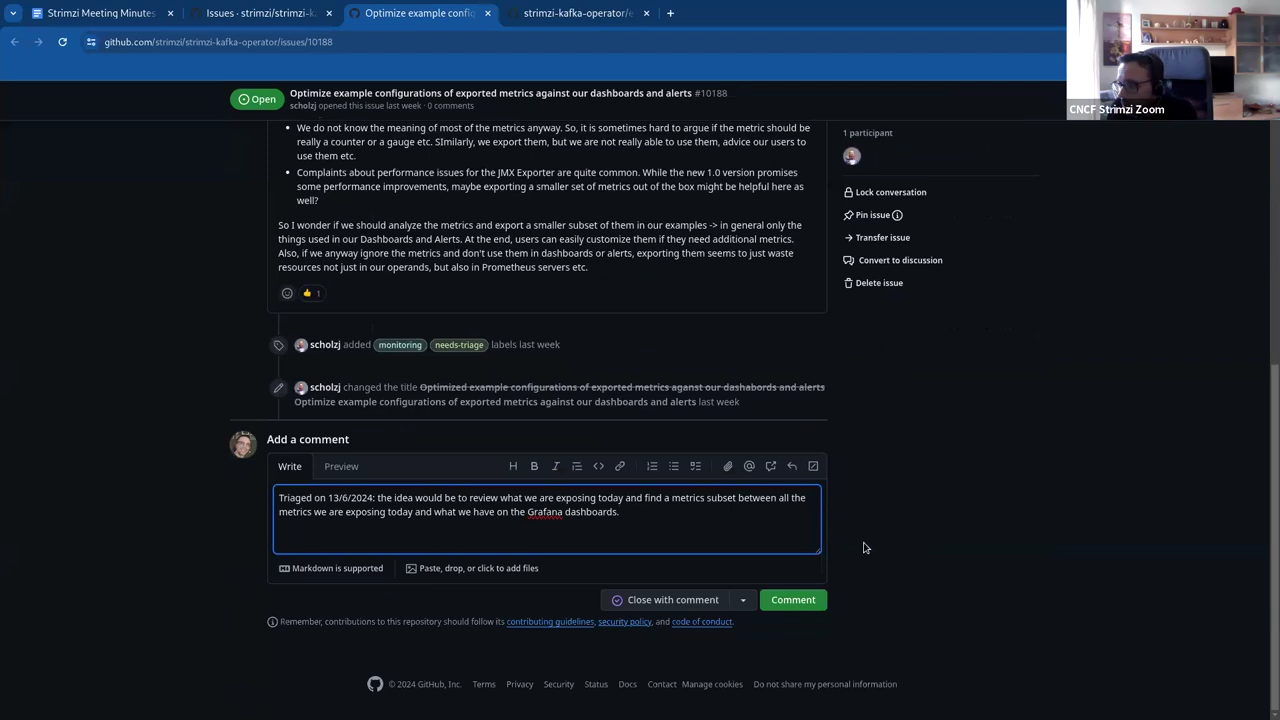 Strimzi Meeting Minutes
Issues · strimzi/strimzi-k
Optimize example config
strimzi-kafka-operator/e
github.com/strimzi/strimzi-kafka-operator/issues/10188
CNCF Strimzi Zoom
Open
Optimize example configurations of exported metrics against our dashboards and alerts #10188
scholzj opened this issue last week · 0 comments
We do not know the meaning of most of the metrics anyway. So, it is sometimes hard to argue if the metric should be
really a counter or a gauge etc. SImilarly, we export them, but we are not really able to use them, advice our users to
use them etc.
Complaints about performance issues for the JMX Exporter are quite common. While the new 1.0 version promises
some performance improvements, maybe exporting a smaller set of metrics out of the box might be helpful here as
well?
So I wonder if we should analyze the metrics and export a smaller subset of them in our examples -> in general only the
things used in our Dashboards and Alerts. At the end, users can easily customize them if they need additional metrics.
Also, if we anyway ignore the metrics and don't use them in dashboards or alerts, exporting them seems to just waste
resources not just in our operands, but also in Prometheus servers etc.
👍 1
1 participant
Lock conversation
Pin issue
Transfer issue
Convert to discussion
Delete issue
scholzj added monitoring needs-triage labels last week
scholzj changed the title Optimized example configurations of exported metrics aganst our dashabords and alerts
Optimize example configurations of exported metrics against our dashboards and alerts last week
Add a comment
Write
Preview
Triaged on 13/6/2024: the idea would be to review what we are exposing today and find a metrics subset between all the
metrics we are exposing today and what we have on the Grafana dashboards.
Markdown is supported
Paste, drop, or click to add files
Close with comment
Comment
Remember, contributions to this repository should follow its contributing guidelines, security policy, and code of conduct.
© 2024 GitHub, Inc.
Terms
Privacy
Security
Status
Docs
Contact
Manage cookies
Do not share my personal information